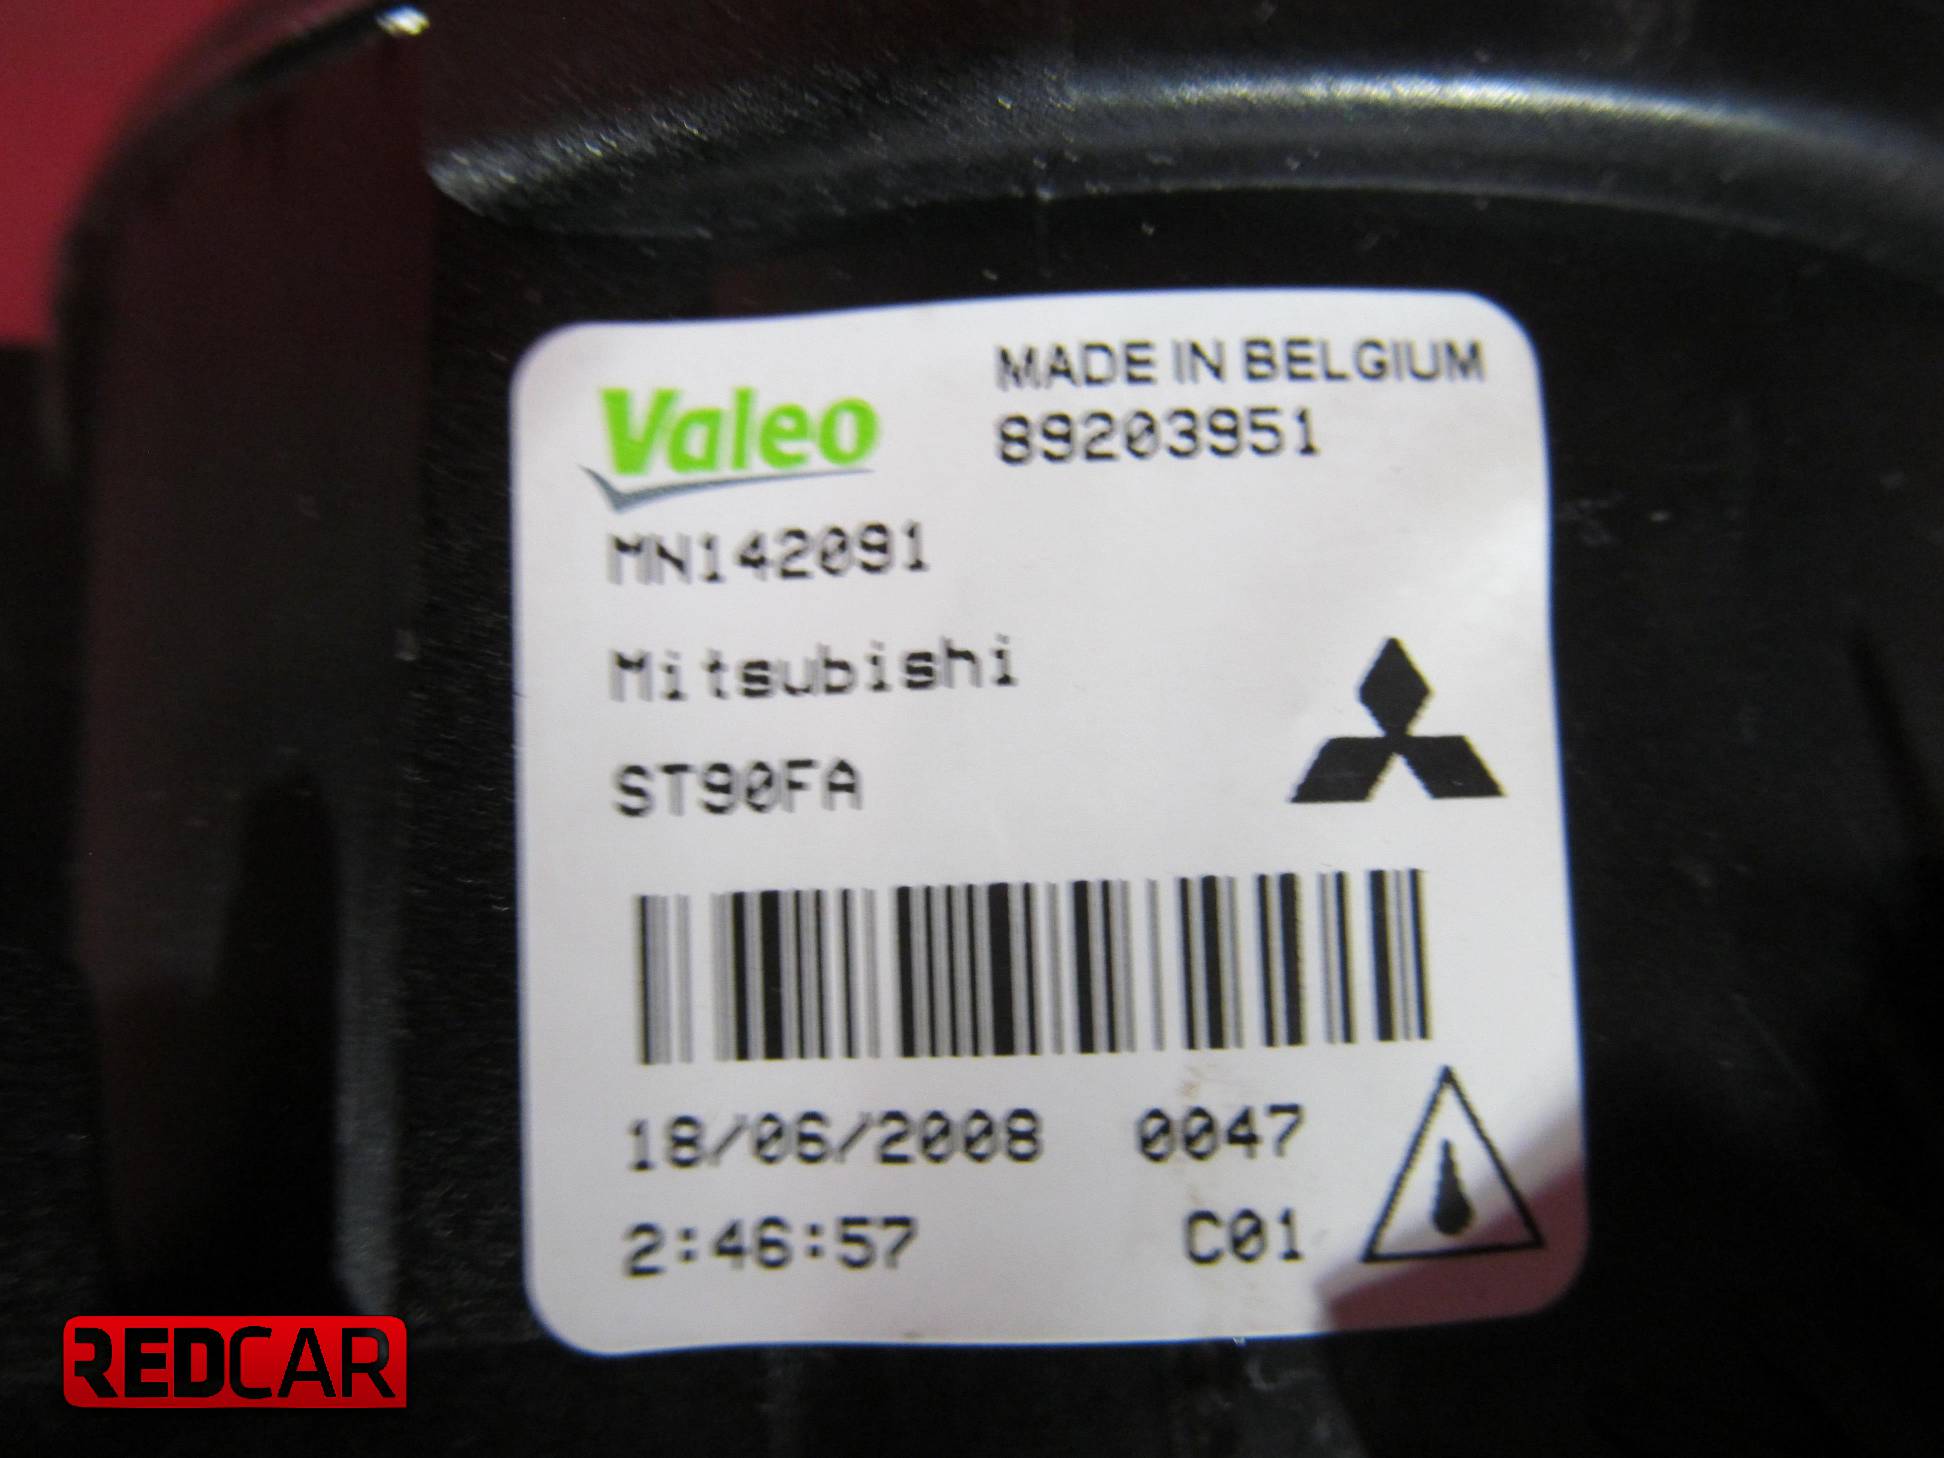 Valeo
MADE IN BELGIUM
89203951
MN142091
Mitsubishi
ST90FA
18/06/2008 0047
2:46:57 C01
REDCAR